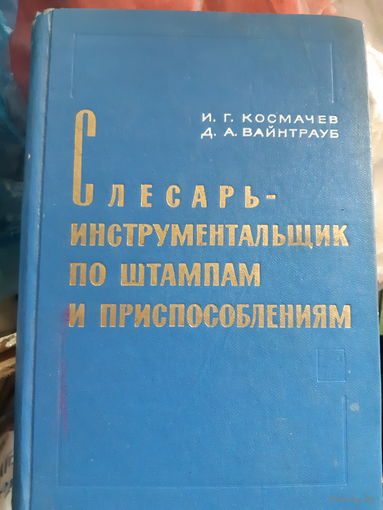 И. Г. КОСМАЧЕВ
Д. А. ВАЙНТРАУБ
СЛЕСАРЬ-
ИНСТРУМЕНТАЛЬЩИК
ПО ШТАМПАМ
И ПРИСПОСОБЛЕНИЯМ